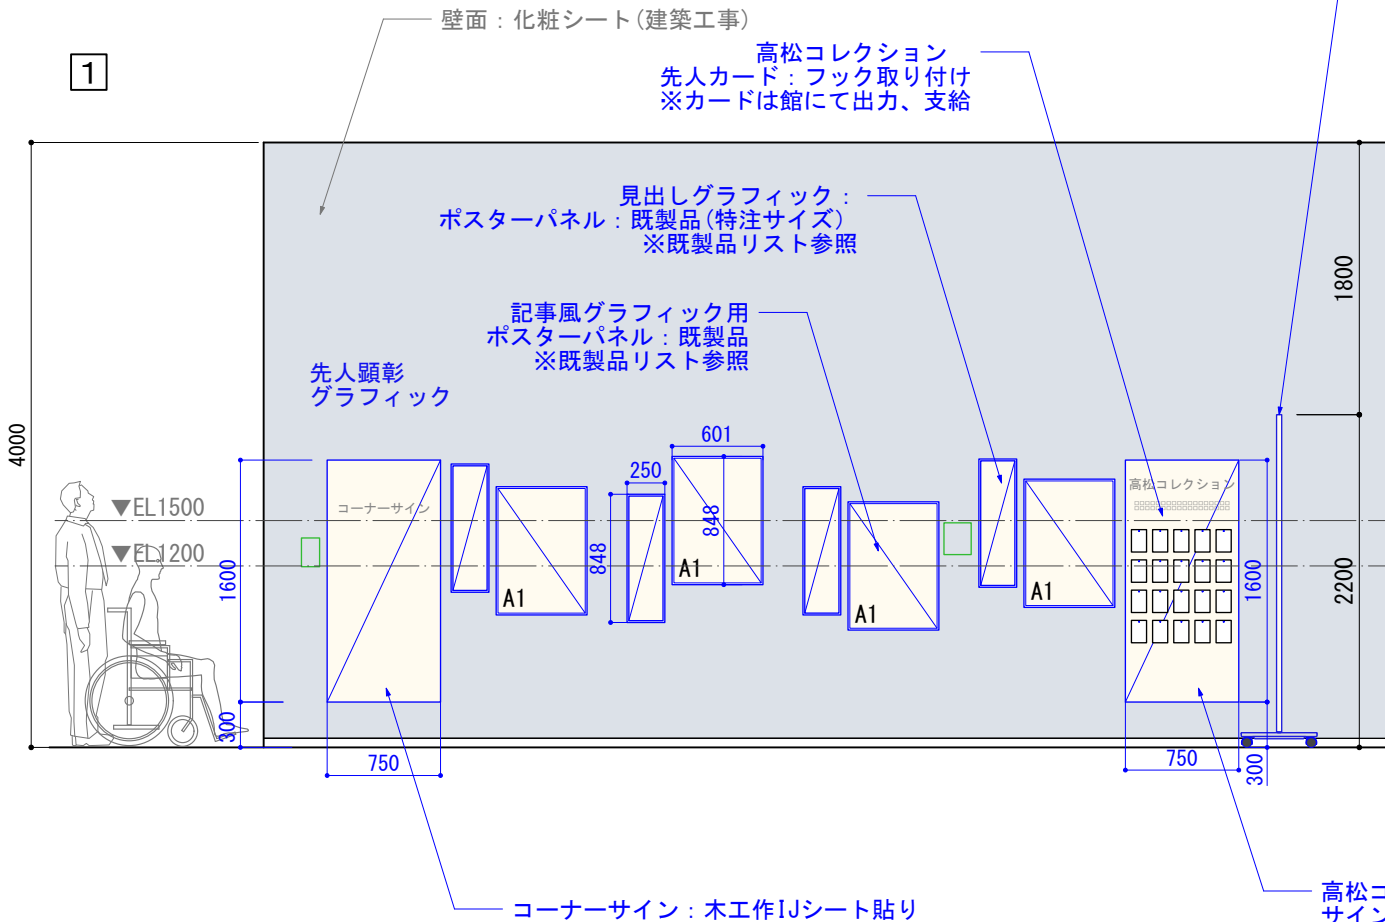 壁面：化粧シート(建築工事)
1
高松コレクション
先人カード：フック取り付け
※カードは館にて出力、支給
見出しグラフィック：
ポスターパネル：既製品(特注サイズ)
※既製品リスト参照
1800
記事風グラフィック用
ポスターパネル：既製品
※既製品リスト参照
先人顕彰
グラフィック
4000
601
250
848
848
▼EL1500
▼EL1200
コーナーサイン
高松コレクション
A1
A1
A1
A1
1600
1600
2200
300
300
750
750
コーナーサイン：木工作IJシート貼り
高松コ
サイン